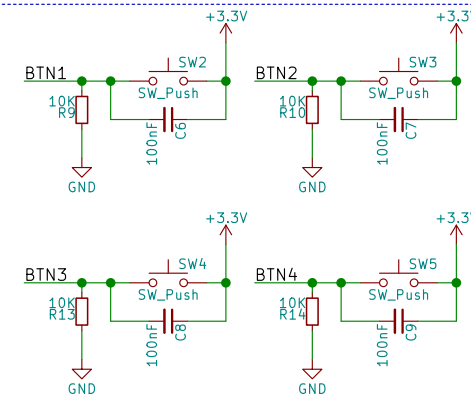 +3.3V
+3.3V
BTN1
SW2
SW_Push
BTN2
SW3
SW_Push
10K
R9
100nF
C6
10K
R10
100nF
C7
GND
GND
+3.3V
+3.3V
BTN3
SW4
SW_Push
BTN4
SW5
SW_Push
10K
R13
100nF
C8
10K
R14
100nF
C9
GND
GND